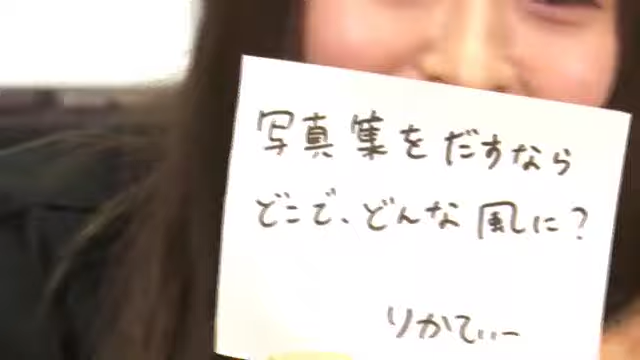 写真集をだすなら
どこで、どんな風に?
りかてぃー